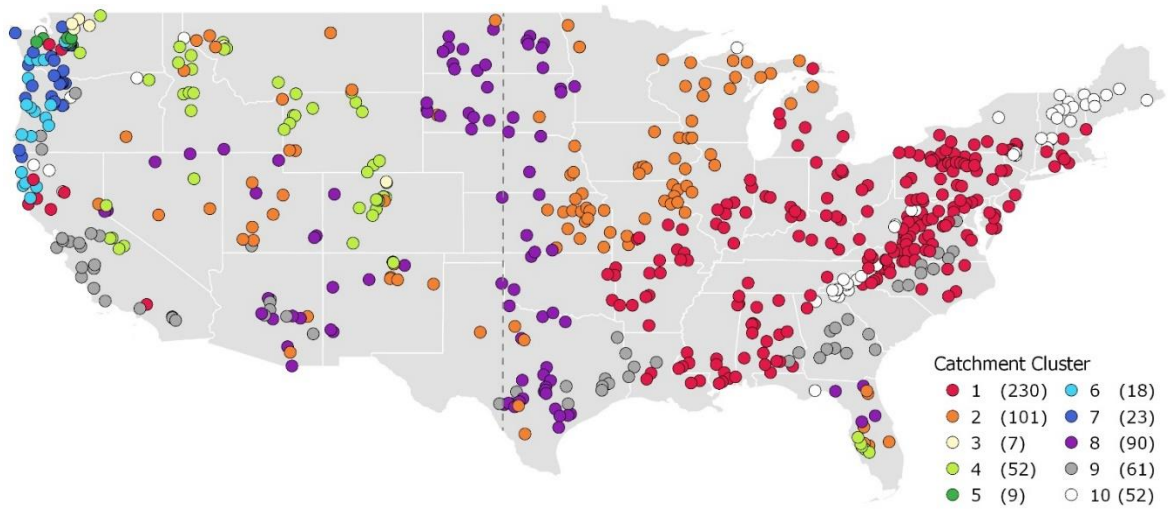 Catchment Cluster
1 (230) 6 (18)
2 (101) 7 (23)
3 (7) 8 (90)
4 (52) 9 (61)
5 (9) 10 (52)